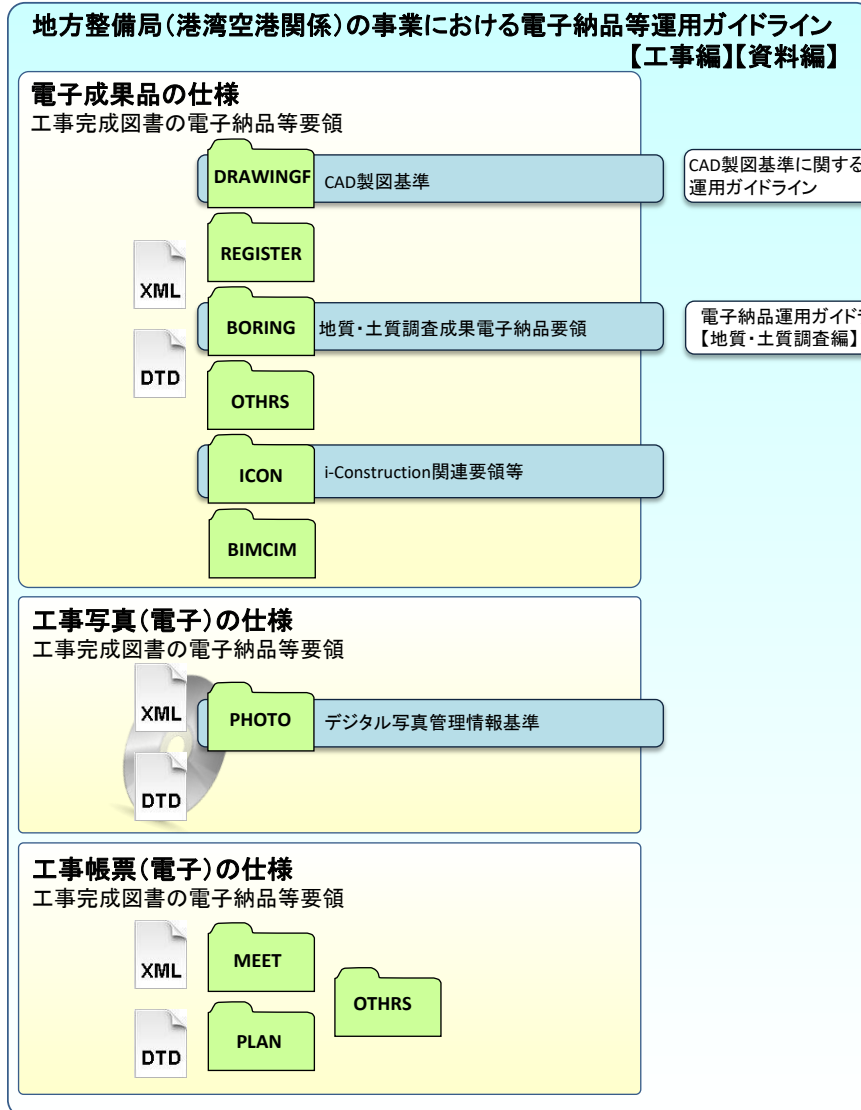 地方整備局(港湾空港関係)の事業における電子納品等運用ガイドライン
【工事編】【資料編】
電子成果品の仕様
工事完成図書の電子納品等要領
DRAWINGF
CAD製図基準
CAD製図基準に関する
運用ガイドライン
REGISTER
XML
BORING
地質・土質調査成果電子納品要領
電子納品運用ガイド
【地質・土質調査編】
DTD
OTHRS
ICON
i-Construction関連要領等
BIMCIM
工事写真(電子)の仕様
工事完成図書の電子納品等要領
XML
PHOTO
デジタル写真管理情報基準
DTD
工事帳票(電子)の仕様
工事完成図書の電子納品等要領
XML
MEET
OTHRS
PLAN
DTD